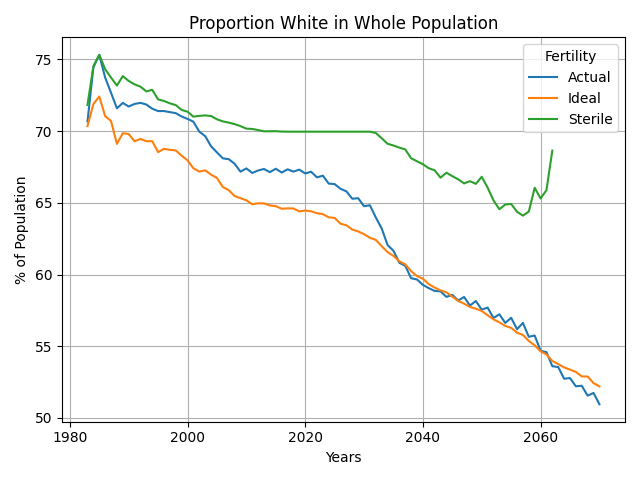 Proportion White in Whole Population
% of Population
75
70
65
60
55
50
Fertility
Actual
Ideal
Sterile
1980
2000
2020
2040
2060
Years